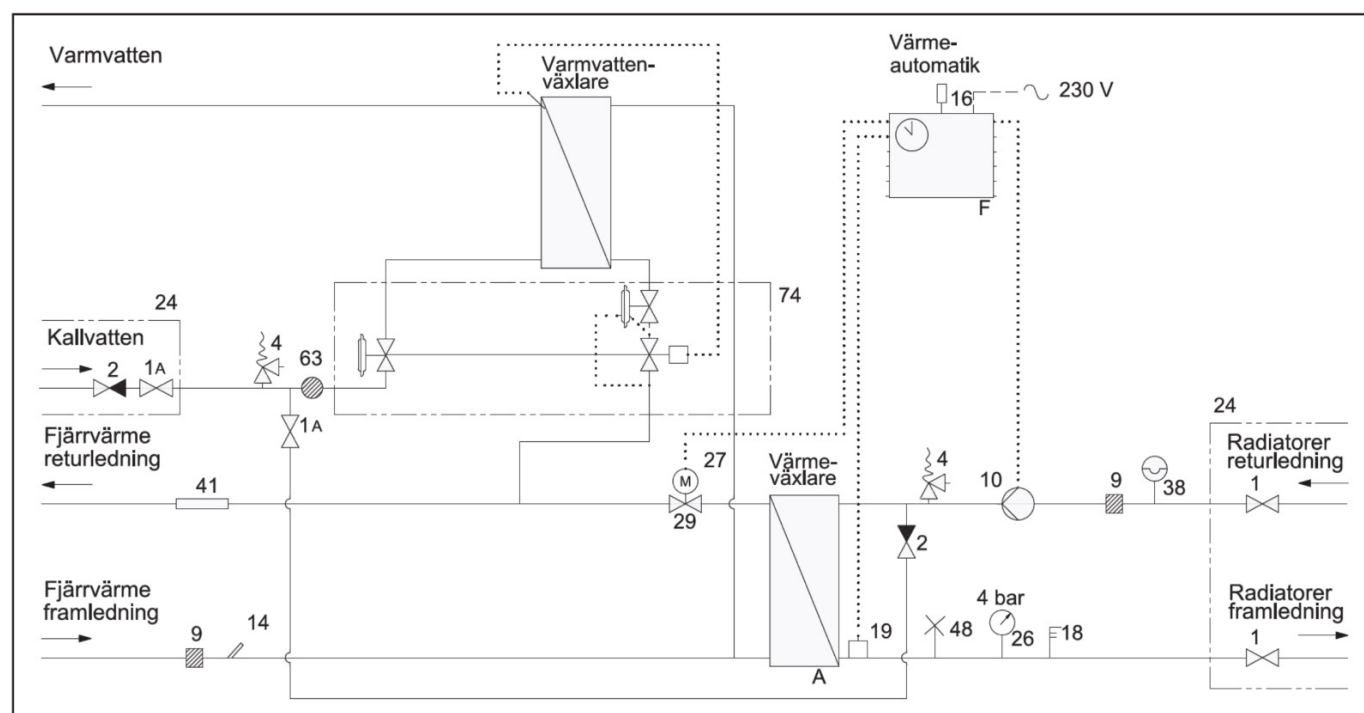 Varmvatten
Varmvatten-
växlare
Värme-
automatik
16
230 V
F
24
74
Kallvatten
2
1A
4
63
1A
Fjärrvärme
returledning
41
27
M
29
Värme-
växlare
4
10
9
38
24
Radiatorer
returledning
1
2
Fjärrvärme
framledning
9
14
A
19
48
4 bar
26
18
Radiatorer
framledning
1